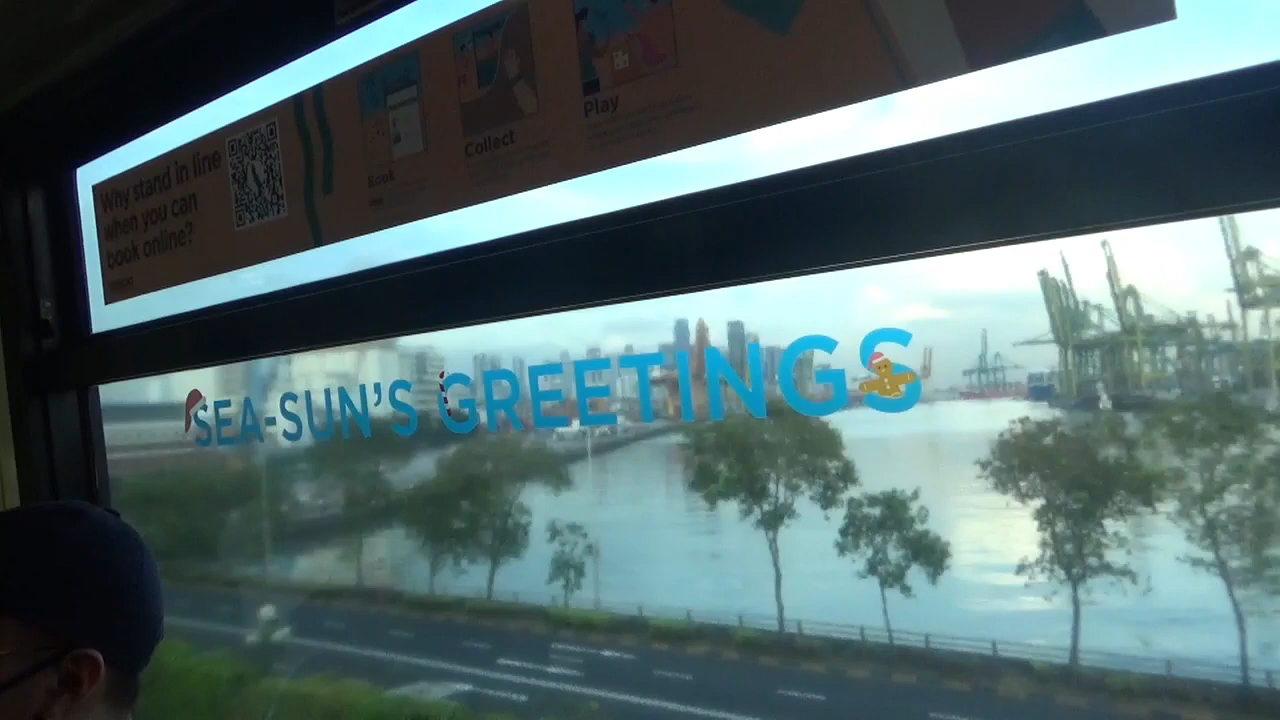 Why stand in line
when you can
book online?
Book
Collect
Play
SEA-SUN'S GREETINGS